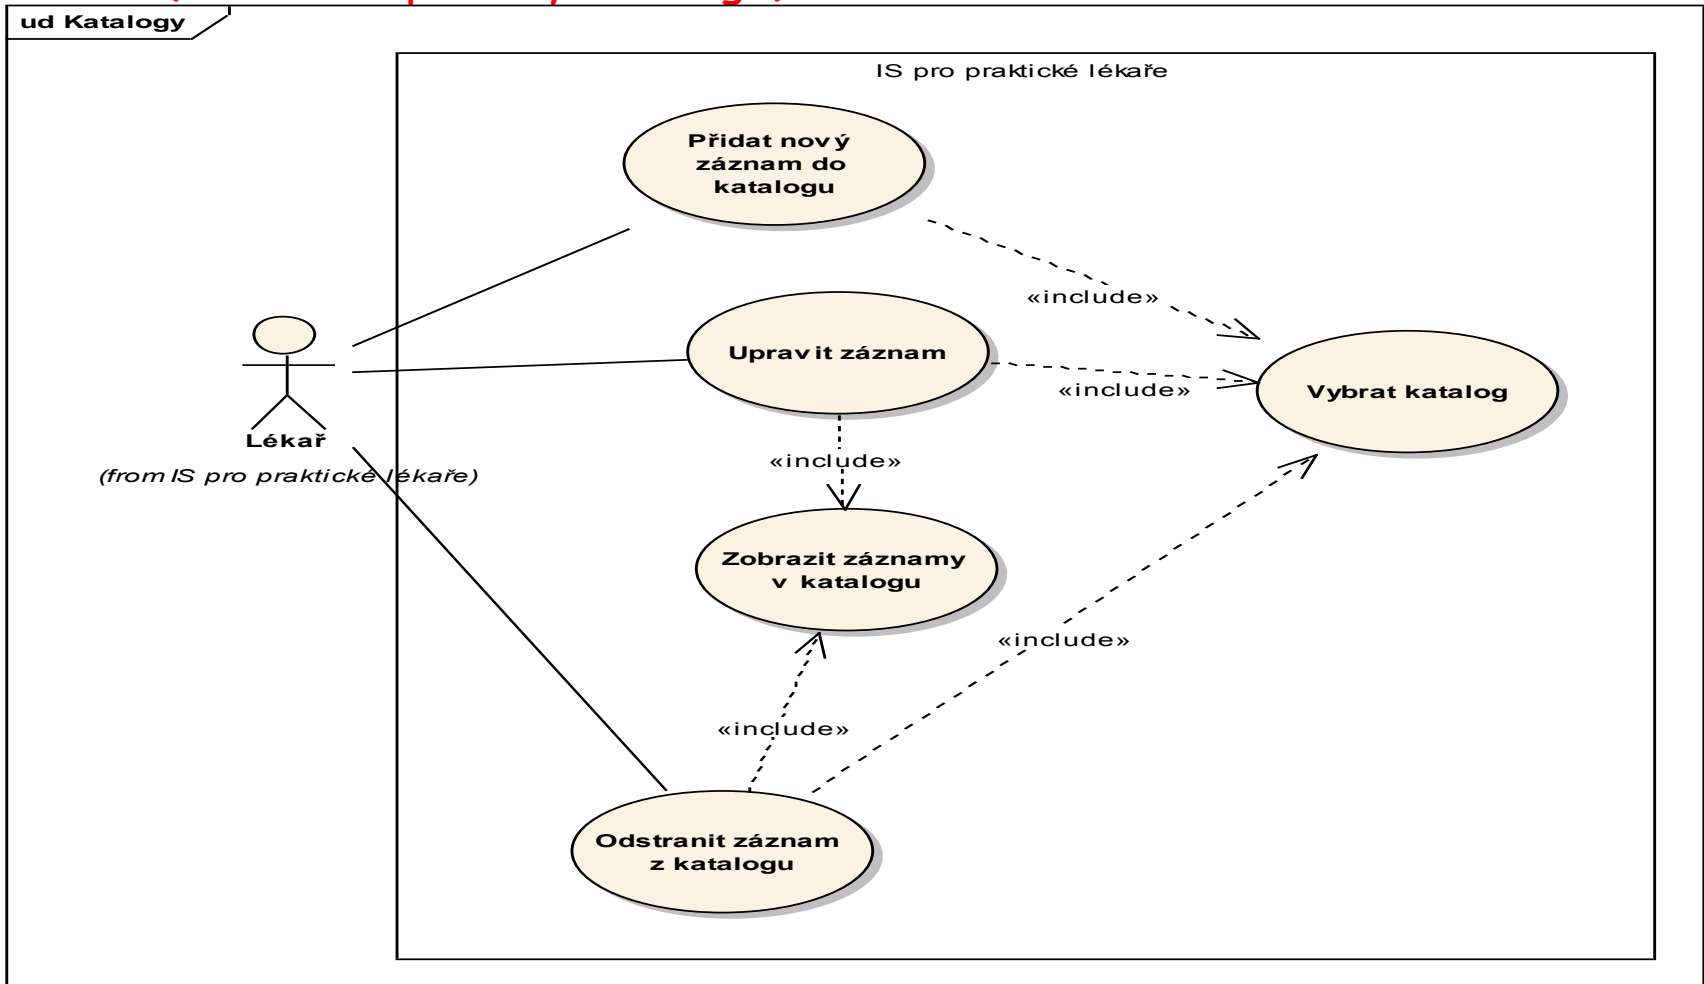 ud Katalogy
IS pro praktické lékaře
Přidat nový
záznam do
katalogu
«include»
Upravit záznam
«include»
Vybrat katalog
Lékař
(from IS pro praktické lékaře)
«include»
Zobrazit záznamy
v katalogu
«include»
«include»
Odstranit záznam
z katalogu